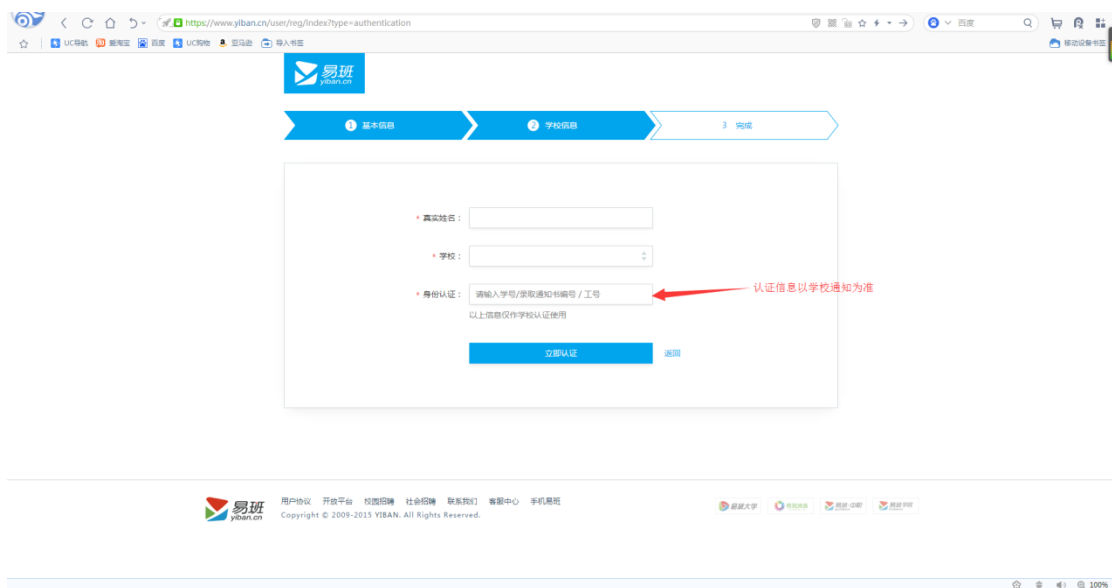 https://www.yiban.cn/user/reg/index?type=authentication
百度
UC导航 爱淘宝 百度 UC购物 亚马逊 导入书签
移动设备书签
易班
yiban.cn
1 基本信息
2 学校信息
3 完成
* 真实姓名：
* 学校：
* 身份认证： 请输入学号/录取通知书编号 / 工号
认证信息以学校通知为准
以上信息仅作学校认证使用
立即认证 返回
易班
yiban.cn
用户协议 开放平台 校园招聘 社会招聘 联系我们 客服中心 手机易班
Copyright © 2009-2015 YIBAN. All Rights Reserved.
易班大学
100%